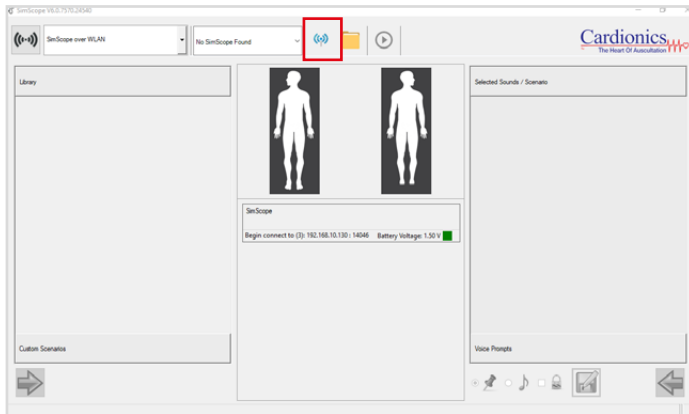 SimScope V6.0.7570.24540
SimScope over WLAN
No SimScope Found
Cardionics
The Heart Of Auscultation
Library
Selected Sounds / Scenario
SimScope
Begin connect to (3): 192.168.10.130 : 14046 Battery Voltage: 1.50 V
Custom Scenarios
Voice Prompts